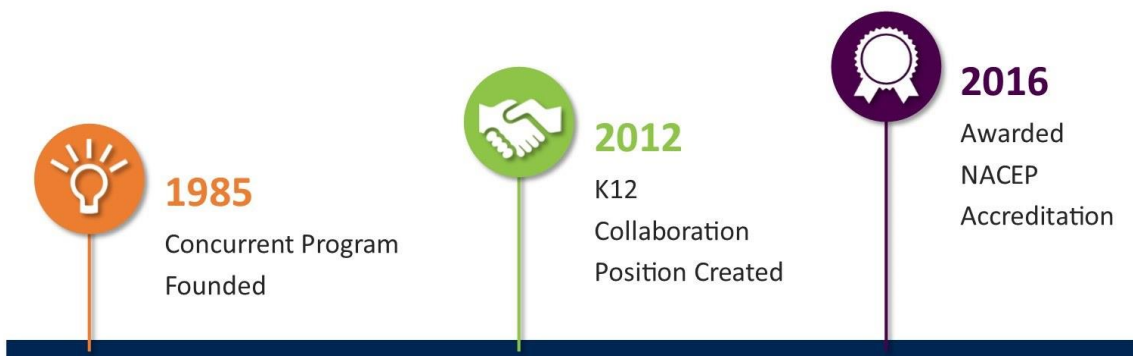 1985
Concurrent Program
Founded
2012
K12
Collaboration
Position Created
2016
Awarded
NACEP
Accreditation